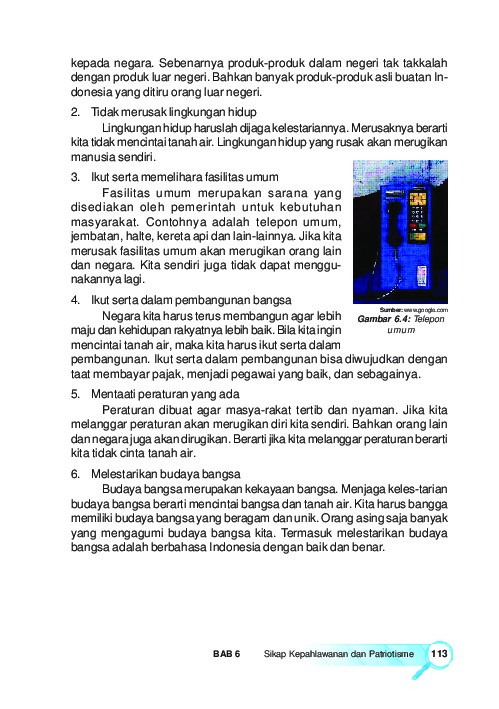 kepada negara. Sebenarnya produk-produk dalam negeri tak takkalah
dengan produk luar negeri. Bahkan banyak produk-produk asli buatan In-
donesia yang ditiru orang luar negeri.
2. Tidak merusak lingkungan hidup
Lingkungan hidup haruslah dijaga kelestariannya. Merusaknya berarti
kita tidak mencintai tanah air. Lingkungan hidup yang rusak akan merugikan
manusia sendiri.
3. Ikut serta memelihara fasilitas umum
Fasilitas umum merupakan sarana yang
disediakan oleh pemerintah untuk kebutuhan
masyarakat. Contohnya adalah telepon umum,
jembatan, halte, kereta api dan lain-lainnya. Jika kita
merusak fasilitas umum akan merugikan orang lain
dan negara. Kita sendiri juga tidak dapat menggu-
nakannya lagi.
Sumber: www.google.com
Gambar 6.4: Telepon
umum
4. Ikut serta dalam pembangunan bangsa
Negara kita harus terus membangun agar lebih
maju dan kehidupan rakyatnya lebih baik. Bila kita ingin
mencintai tanah air, maka kita harus ikut serta dalam
pembangunan. Ikut serta dalam pembangunan bisa diwujudkan dengan
taat membayar pajak, menjadi pegawai yang baik, dan sebagainya.
5. Mentaati peraturan yang ada
Peraturan dibuat agar masya-rakat tertib dan nyaman. Jika kita
melanggar peraturan akan merugikan diri kita sendiri. Bahkan orang lain
dan negara juga akan dirugikan. Berarti jika kita melanggar peraturan berarti
kita tidak cinta tanah air.
6. Melestarikan budaya bangsa
Budaya bangsa merupakan kekayaan bangsa. Menjaga keles-tarian
budaya bangsa berarti mencintai bangsa dan tanah air. Kita harus bangga
memiliki budaya bangsa yang beragam dan unik. Orang asing saja banyak
yang mengagumi budaya bangsa kita. Termasuk melestarikan budaya
bangsa adalah berbahasa Indonesia dengan baik dan benar.
BAB 6 Sikap Kepahlawanan dan Patriotisme 113